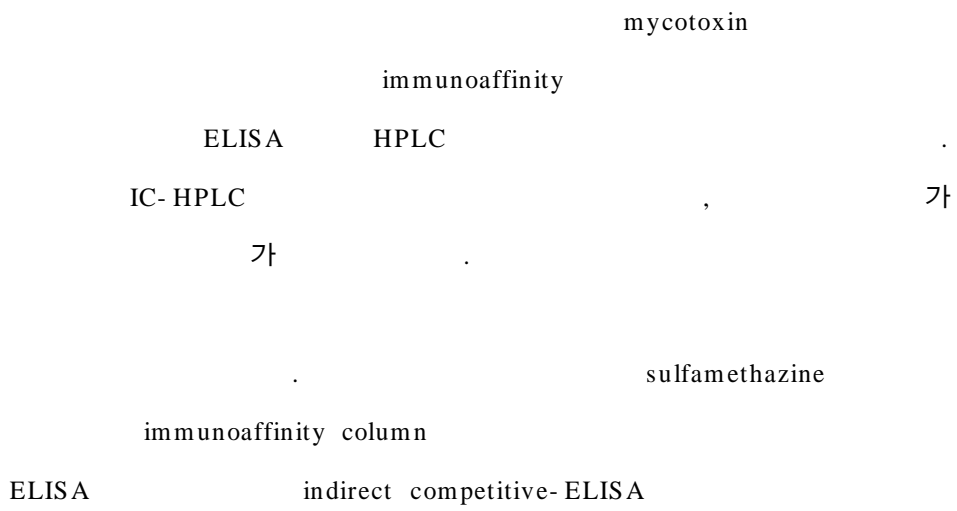 mycotoxin
immunoaffinity
ELISA HPLC .
IC- HPLC , 가
가 .
. sulfamethazine
immunoaffinity column
ELISA indirect competitive- ELISA